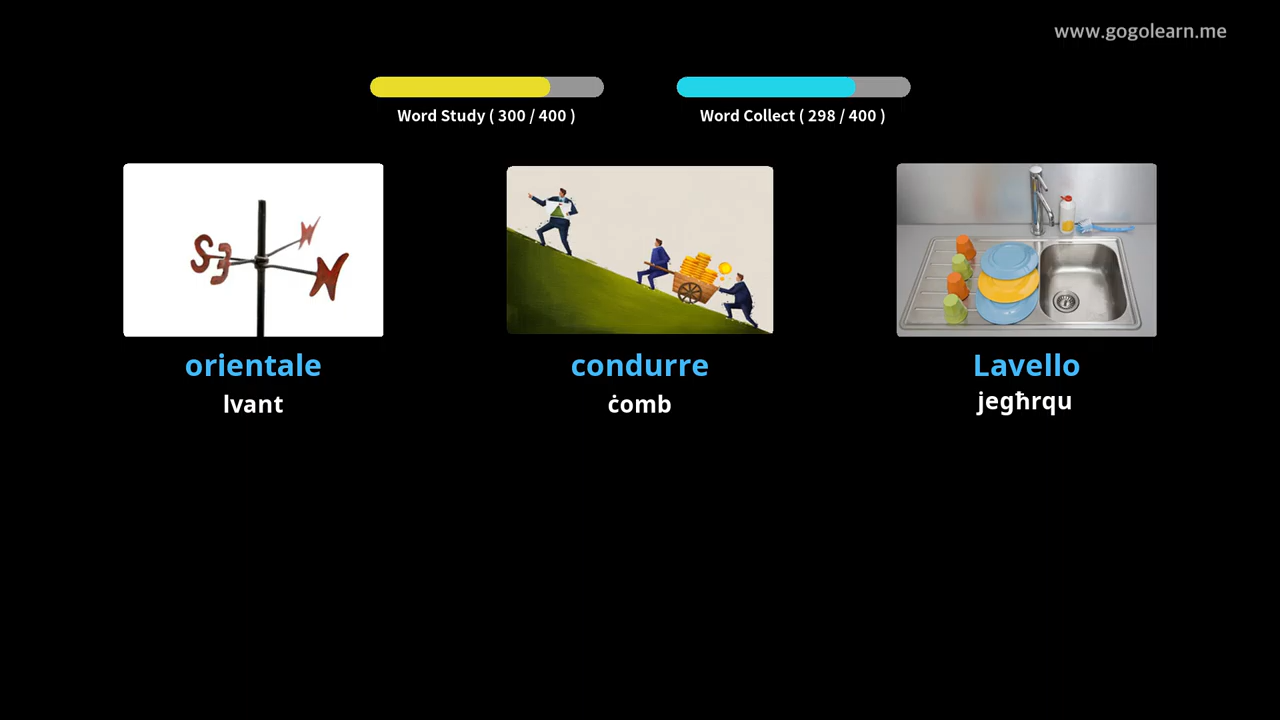 www.gogolearn.me
Word Study ( 300 / 400 )
Word Collect ( 298 / 400 )
orientale
lvant
condurre
ċomb
Lavello
jegħrqu